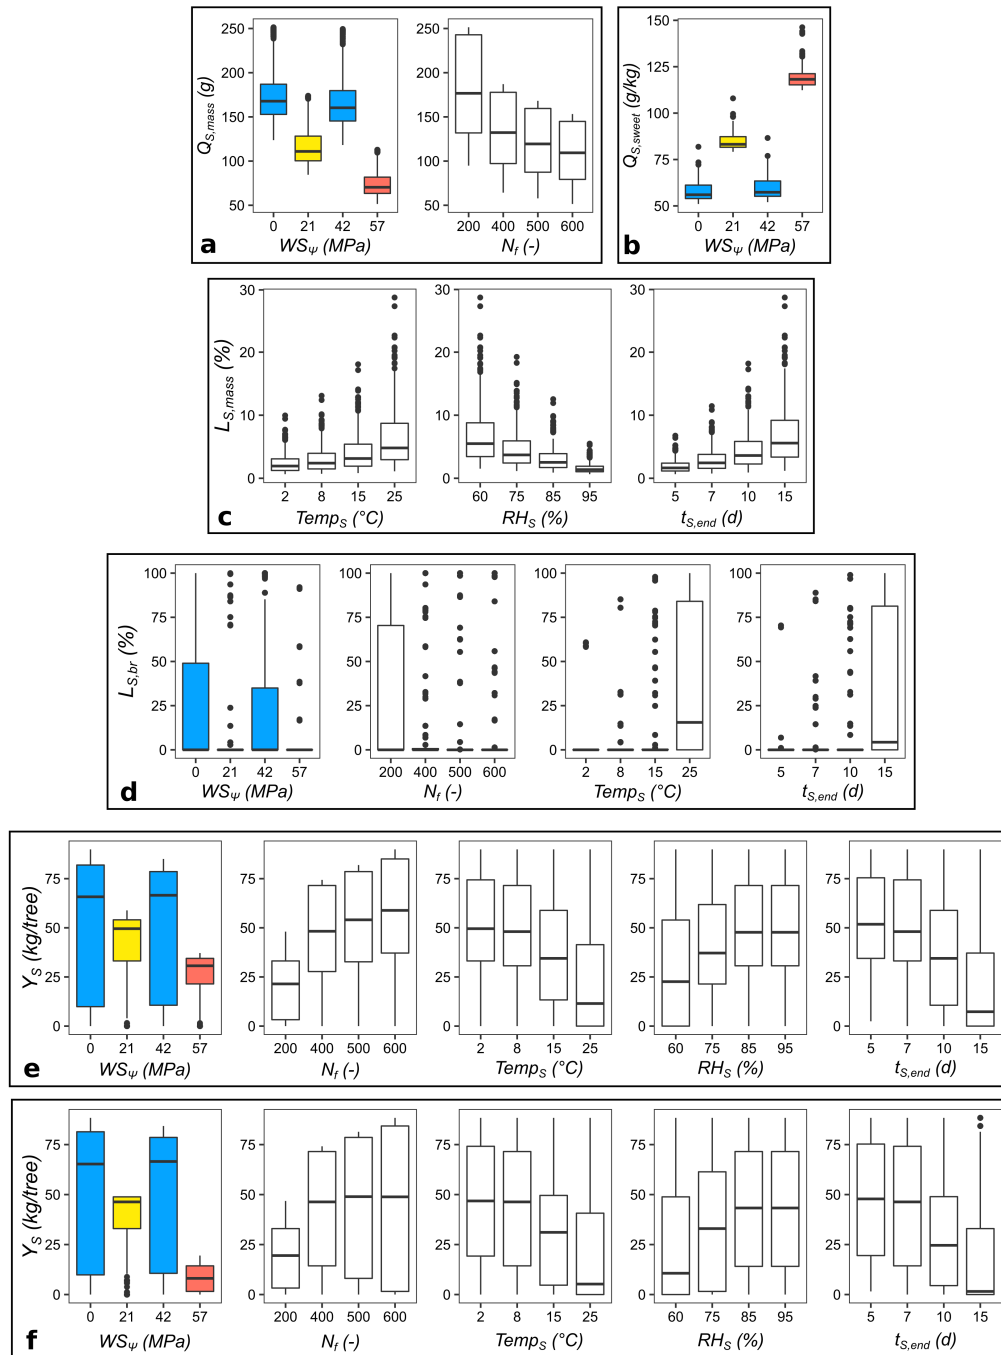 250
200
150
100
50
Q_S,mass (g)
0 21 42 57
WS_Ψ (MPa)
a
250
200
150
100
50
200 400 500 600
N_f (-)
150
125
100
75
50
Q_S,sweet (g/kg)
0 21 42 57
WS_Ψ (MPa)
b
30
20
10
0
L_S,mass (%)
2 8 15 25
Temp_S (°C)
c
30
20
10
0
60 75 85 95
RH_S (%)
30
20
10
0
5 7 10 15
t_S,end (d)
100
75
50
25
0
L_S,br (%)
0 21 42 57
WS_Ψ (MPa)
d
100
75
50
25
0
200 400 500 600
N_f (-)
100
75
50
25
0
2 8 15 25
Temp_S (°C)
100
75
50
25
0
5 7 10 15
t_S,end (d)
75
50
25
0
Y_S (kg/tree)
0 21 42 57
WS_Ψ (MPa)
e
75
50
25
0
200 400 500 600
N_f (-)
75
50
25
0
2 8 15 25
Temp_S (°C)
75
50
25
0
60 75 85 95
RH_S (%)
75
50
25
0
5 7 10 15
t_S,end (d)
75
50
25
0
Y_S (kg/tree)
0 21 42 57
WS_Ψ (MPa)
f
75
50
25
0
200 400 500 600
N_f (-)
75
50
25
0
2 8 15 25
Temp_S (°C)
75
50
25
0
60 75 85 95
RH_S (%)
75
50
25
0
5 7 10 15
t_S,end (d)